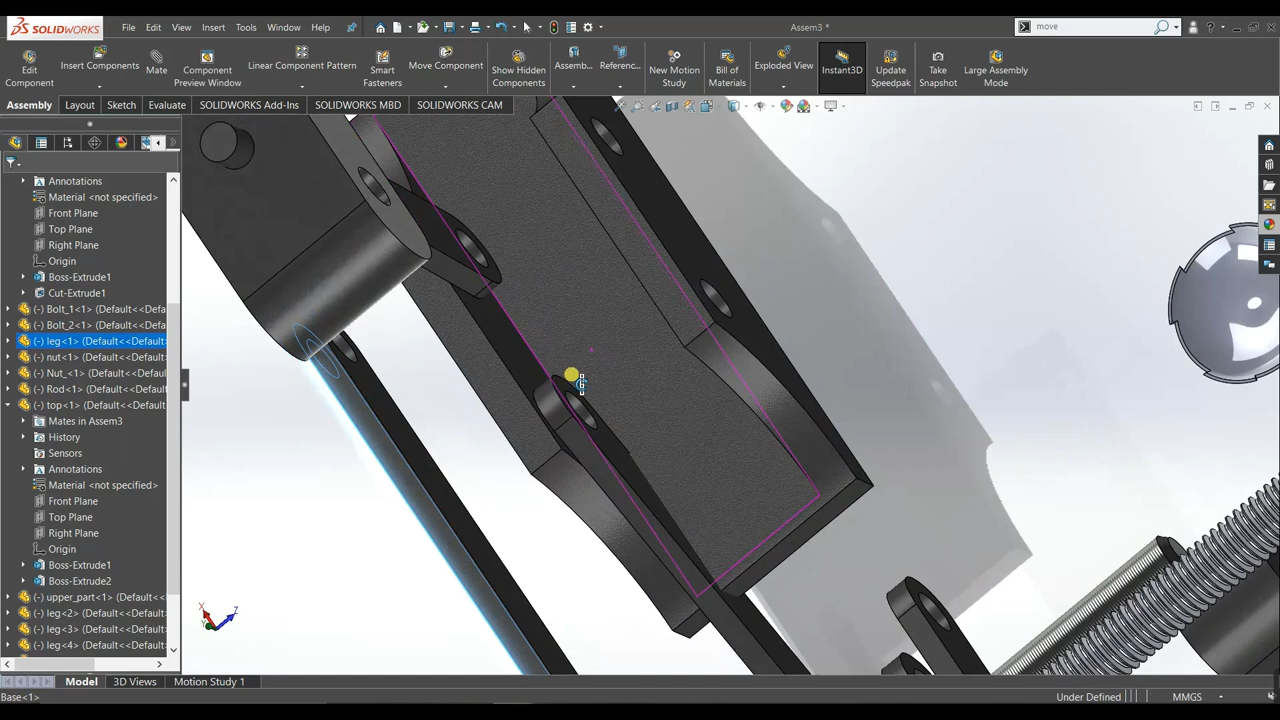 SOLIDWORKS
File
Edit
View
Insert
Tools
Window
Help
Assem3 *
move
Edit
Component
Insert Components
Mate
Component
Preview Window
Linear Component Pattern
Smart
Fasteners
Move Component
Show Hidden
Components
Assemb...
Referenc...
New Motion
Study
Bill of
Materials
Exploded View
Instant3D
Update
Speedpak
Take
Snapshot
Large Assembly
Mode
Assembly
Layout
Sketch
Evaluate
SOLIDWORKS Add-Ins
SOLIDWORKS MBD
SOLIDWORKS CAM
Annotations
Material <not specified>
Front Plane
Top Plane
Right Plane
Origin
Boss-Extrude1
Cut-Extrude1
(-) Bolt_1<1> (Default<<Defa
(-) Bolt_2<1> (Default<<Defa
(-) leg<1> (Default<<Default:
(-) nut<1> (Default<<Default:
(-) Nut_<1> (Default<<Defau
(-) Rod<1> (Default<<Defaul
(-) top<1> (Default<<Default
Mates in Assem3
History
Sensors
Annotations
Material <not specified>
Front Plane
Top Plane
Right Plane
Origin
Boss-Extrude1
Boss-Extrude2
(-) upper_part<1> (Default<
(-) leg<2> (Default<<Default:
(-) leg<3> (Default<<Default:
(-) leg<4> (Default<<Default:
X
Z
Model
3D Views
Motion Study 1
Base<1>
Under Defined
MMGS